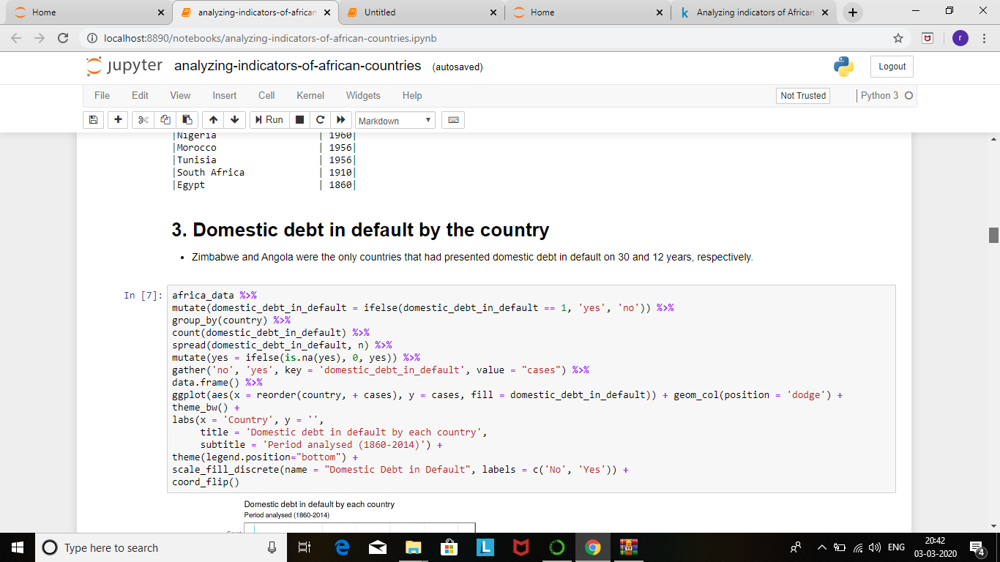 Home
analyzing-indicators-of-african
Untitled
Home
Analyzing indicators of African
localhost:8890/notebooks/analyzing-indicators-of-african-countries.ipynb
r
jupyter analyzing-indicators-of-african-countries (autosaved)
Logout
File Edit View Insert Cell Kernel Widgets Help
Not Trusted
Python 3
Run
Markdown
|Nigeria | 1960|
|Morocco | 1956|
|Tunisia | 1956|
|South Africa | 1910|
|Egypt | 1860|
3. Domestic debt in default by the country
• Zimbabwe and Angola were the only countries that had presented domestic debt in default on 30 and 12 years, respectively.
In [7]:
africa_data %>%
mutate(domestic_debt_in_default = ifelse(domestic_debt_in_default == 1, 'yes', 'no')) %>%
group_by(country) %>%
count(domestic_debt_in_default) %>%
spread(domestic_debt_in_default, n) %>%
mutate(yes = ifelse(is.na(yes), 0, yes)) %>%
gather('no', 'yes', key = 'domestic_debt_in_default', value = "cases") %>%
data.frame() %>%
ggplot(aes(x = reorder(country, + cases), y = cases, fill = domestic_debt_in_default)) + geom_col(position = 'dodge') +
theme_bw() +
labs(x = 'Country', y = '',
title = 'Domestic debt in default by each country',
subtitle = 'Period analysed (1860-2014)') +
theme(legend.position="bottom") +
scale_fill_discrete(name = "Domestic Debt in Default", labels = c('No', 'Yes')) +
coord_flip()
Domestic debt in default by each country
Period analysed (1860-2014)
Type here to search
L
ENG
20:42
03-03-2020
4